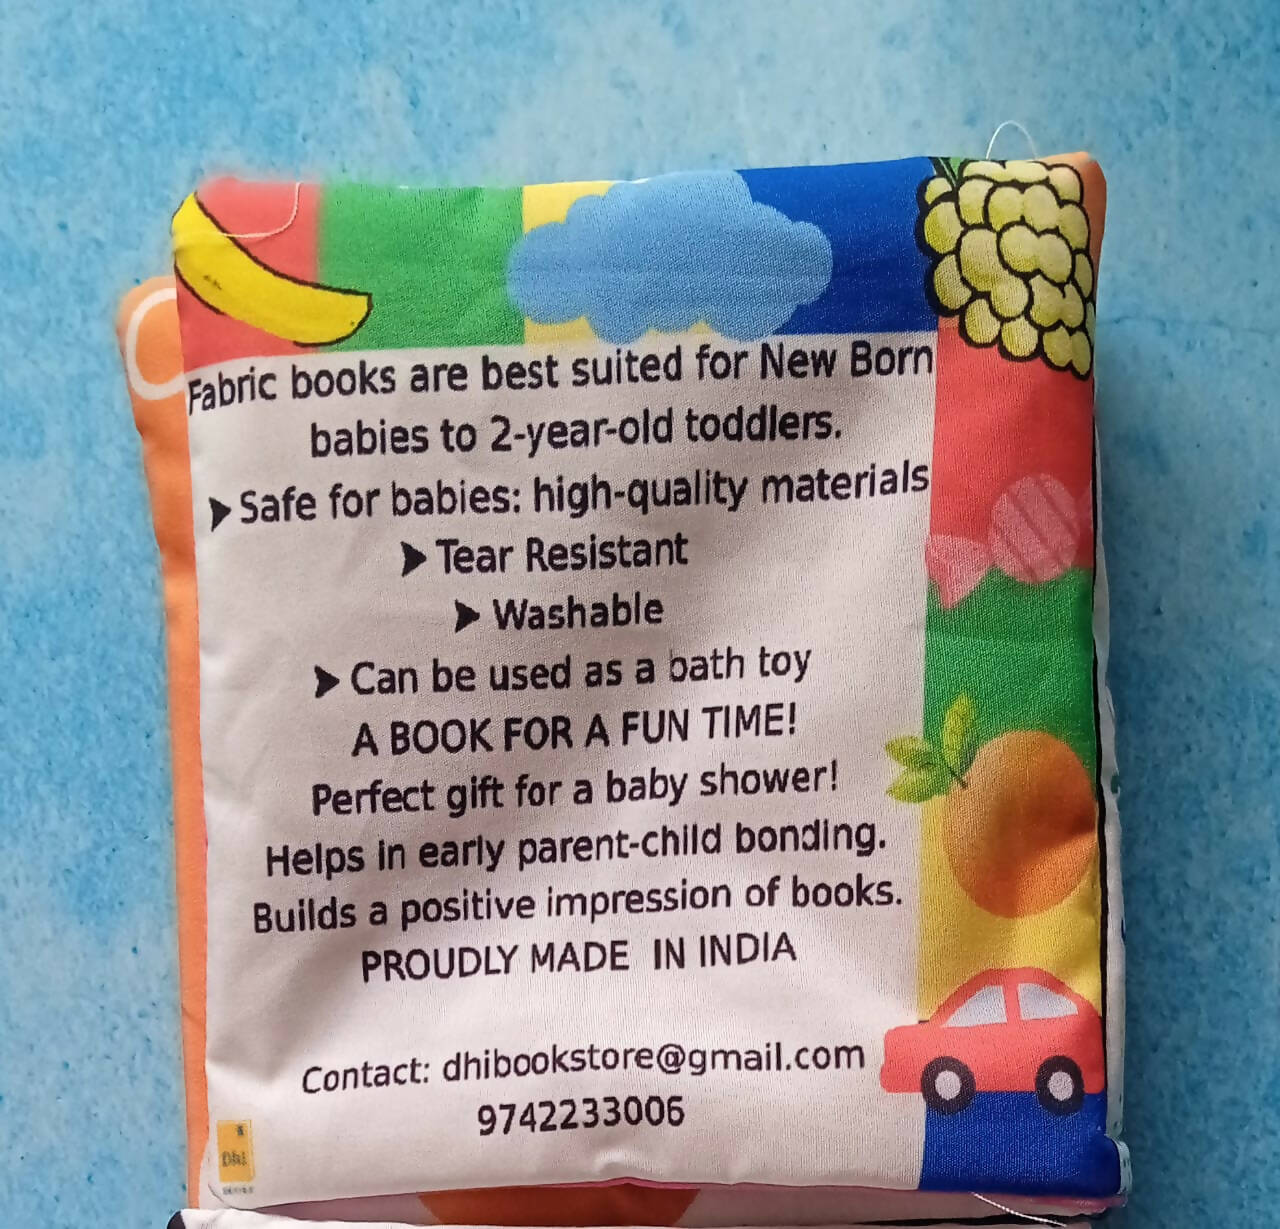 Fabric books are best suited for New Born
babies to 2-year-old toddlers.
➤Safe for babies: high-quality materials
➤Tear Resistant
➤Washable
➤Can be used as a bath toy
A BOOK FOR A FUN TIME!
Perfect gift for a baby shower!
Helps in early parent-child bonding.
Builds a positive impression of books.
PROUDLY MADE IN INDIA
Contact: dhibookstore@gmail.com
9742233006
Dhi